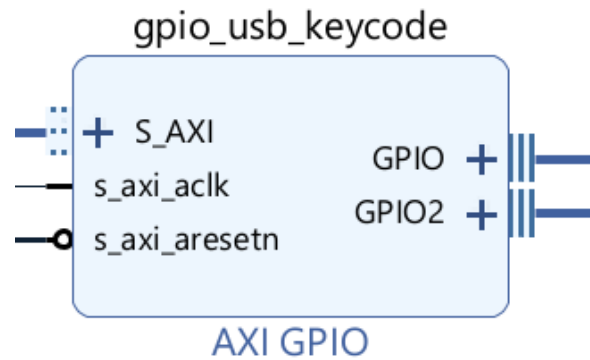 gpio_usb_keycode
S_AXI
s_axi_aclk
s_axi_aresetn
GPIO
GPIO2
AXI GPIO